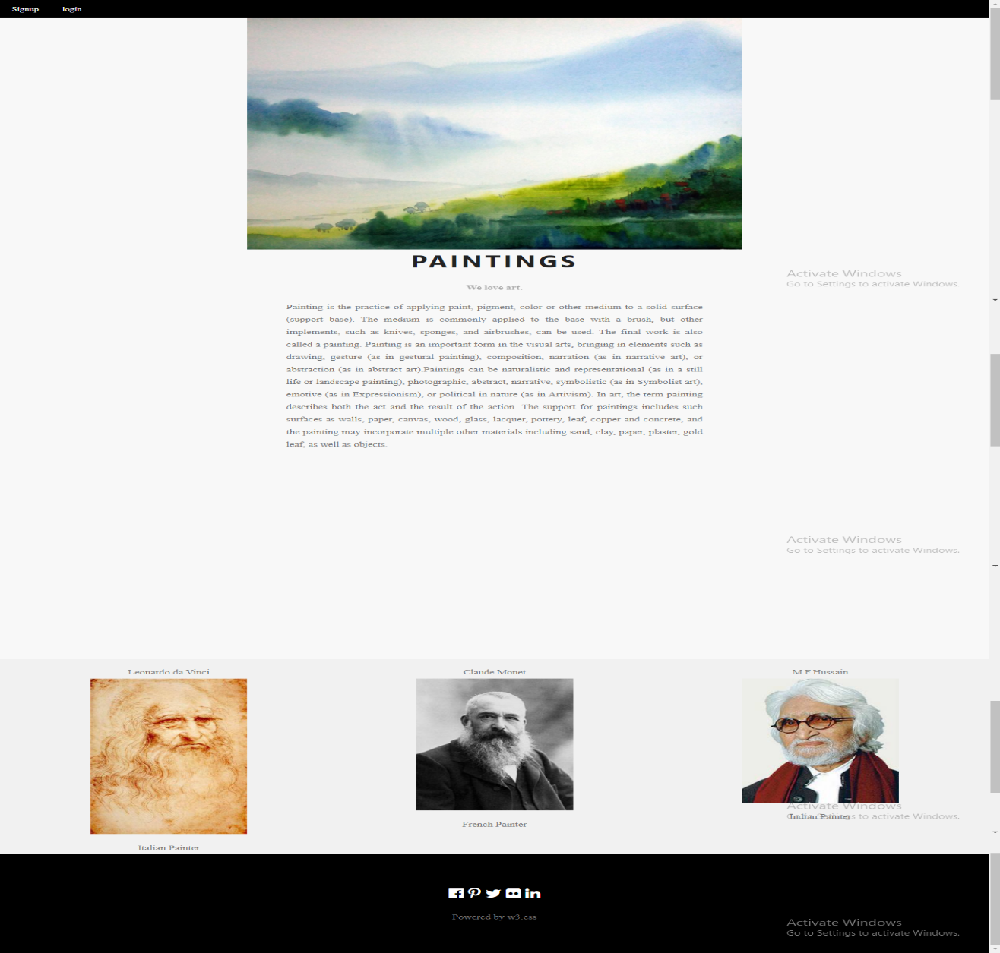 Signup login
PAINTINGS
We love art.
Activate Windows
Go to Settings to activate Windows.
Painting is the practice of applying paint, pigment, color or other medium to a solid surface
(support base). The medium is commonly applied to the base with a brush, but other
implements, such as knives, sponges, and airbrushes, can be used. The final work is also
called a painting. Painting is an important form in the visual arts, bringing in elements such as
drawing, gesture (as in gestural painting), composition, narration (as in narrative art), or
abstraction (as in abstract art).Paintings can be naturalistic and representational (as in a still
life or landscape painting), photographic, abstract, narrative, symbolistic (as in Symbolist art),
emotive (as in Expressionism), or political in nature (as in Artivism). In art, the term painting
describes both the act and the result of the action. The support for paintings includes such
surfaces as walls, paper, canvas, wood, glass, lacquer, pottery, leaf, copper and concrete, and
the painting may incorporate multiple other materials including sand, clay, paper, plaster, gold
leaf, as well as objects.
Activate Windows
Go to Settings to activate Windows.
Leonardo da Vinci Claude Monet M.F.Hussain
Activate Windows
Go to Settings to activate Windows.
Indian Painter
French Painter
Italian Painter
Powered by w3.css
Activate Windows
Go to Settings to activate Windows.